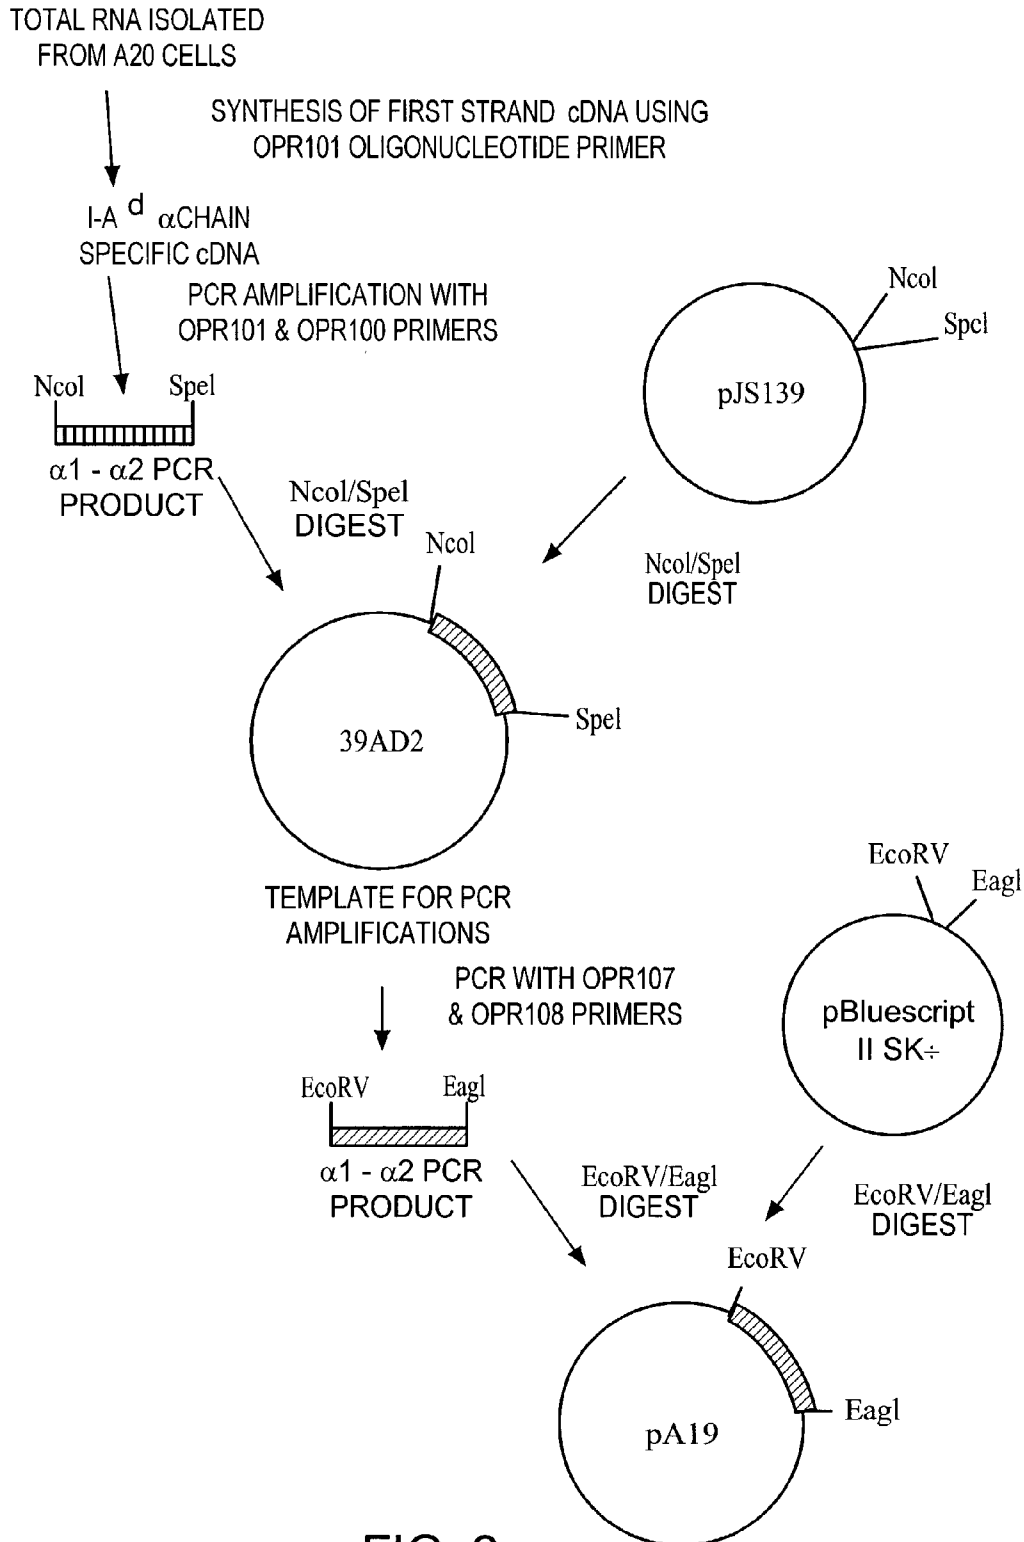 TOTAL RNA ISOLATED
FROM A20 CELLS
SYNTHESIS OF FIRST STRAND cDNA USING
OPR101 OLIGONUCLEOTIDE PRIMER
I-A d αCHAIN
SPECIFIC cDNA
PCR AMPLIFICATION WITH
OPR101 & OPR100 PRIMERS
NcoI
SpeI
α1 - α2 PCR
PRODUCT
NcoI
SpcI
pJS139
NcoI/SpeI
DIGEST
NcoI/SpeI
DIGEST
NcoI
SpeI
39AD2
TEMPLATE FOR PCR
AMPLIFICATIONS
PCR WITH OPR107
& OPR108 PRIMERS
EcoRV
EagI
pBluescript
II SK÷
EcoRV
EagI
α1 - α2 PCR
PRODUCT
EcoRV/EagI
DIGEST
EcoRV/EagI
DIGEST
EcoRV
EagI
pA19